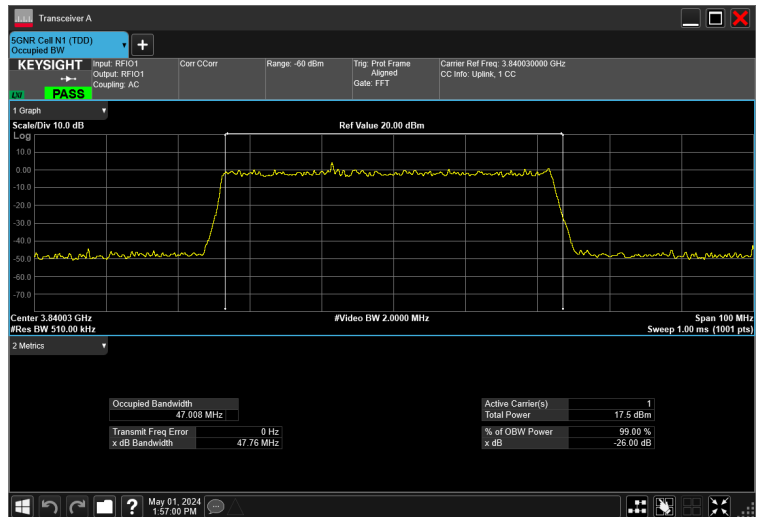 Transceiver A
5GNR Cell N1 (TDD)
Occupied BW
KEYSIGHT
LXI
PASS
Input: RFIO1
Output: RFIO1
Coupling: AC
Corr CCorr
Range: -60 dBm
Trig: Prot Frame
Aligned
Gate: FFT
Carrier Ref Freq: 3.840030000 GHz
CC Info: Uplink, 1 CC
1 Graph
Scale/Div 10.0 dB
Ref Value 20.00 dBm
Log
10.0
0.00
-10.0
-20.0
-30.0
-40.0
-50.0
-60.0
-70.0
Center 3.84003 GHz
#Video BW 2.0000 MHz
Span 100 MHz
#Res BW 510.00 kHz
Sweep 1.00 ms (1001 pts)
2 Metrics
Occupied Bandwidth
47.008 MHz
Active Carrier(s) 1
Total Power 17.5 dBm
Transmit Freq Error 0 Hz
x dB Bandwidth 47.76 MHz
% of OBW Power 99.00 %
x dB -26.00 dB
?
May 01, 2024
1:57:00 PM